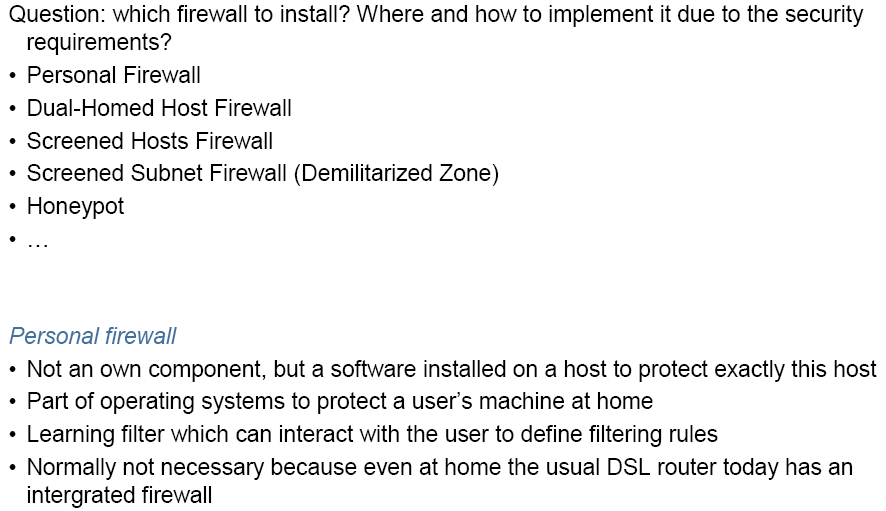 Question: which firewall to install? Where and how to implement it due to the security
requirements?
• Personal Firewall
• Dual-Homed Host Firewall
• Screened Hosts Firewall
• Screened Subnet Firewall (Demilitarized Zone)
• Honeypot
• …
Personal firewall
• Not an own component, but a software installed on a host to protect exactly this host
• Part of operating systems to protect a user's machine at home
• Learning filter which can interact with the user to define filtering rules
• Normally not necessary because even at home the usual DSL router today has an
intergrated firewall